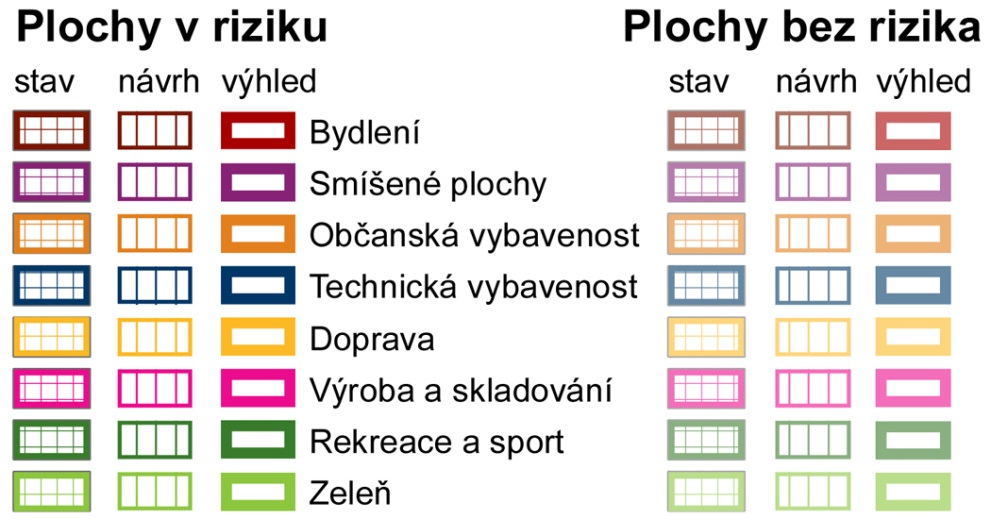 Plochy v riziku Plochy bez rizika
stav návrh výhled stav návrh výhled
Bydlení
Smíšené plochy
Občanská vybavenost
Technická vybavenost
Doprava
Výroba a skladování
Rekreace a sport
Zeleň